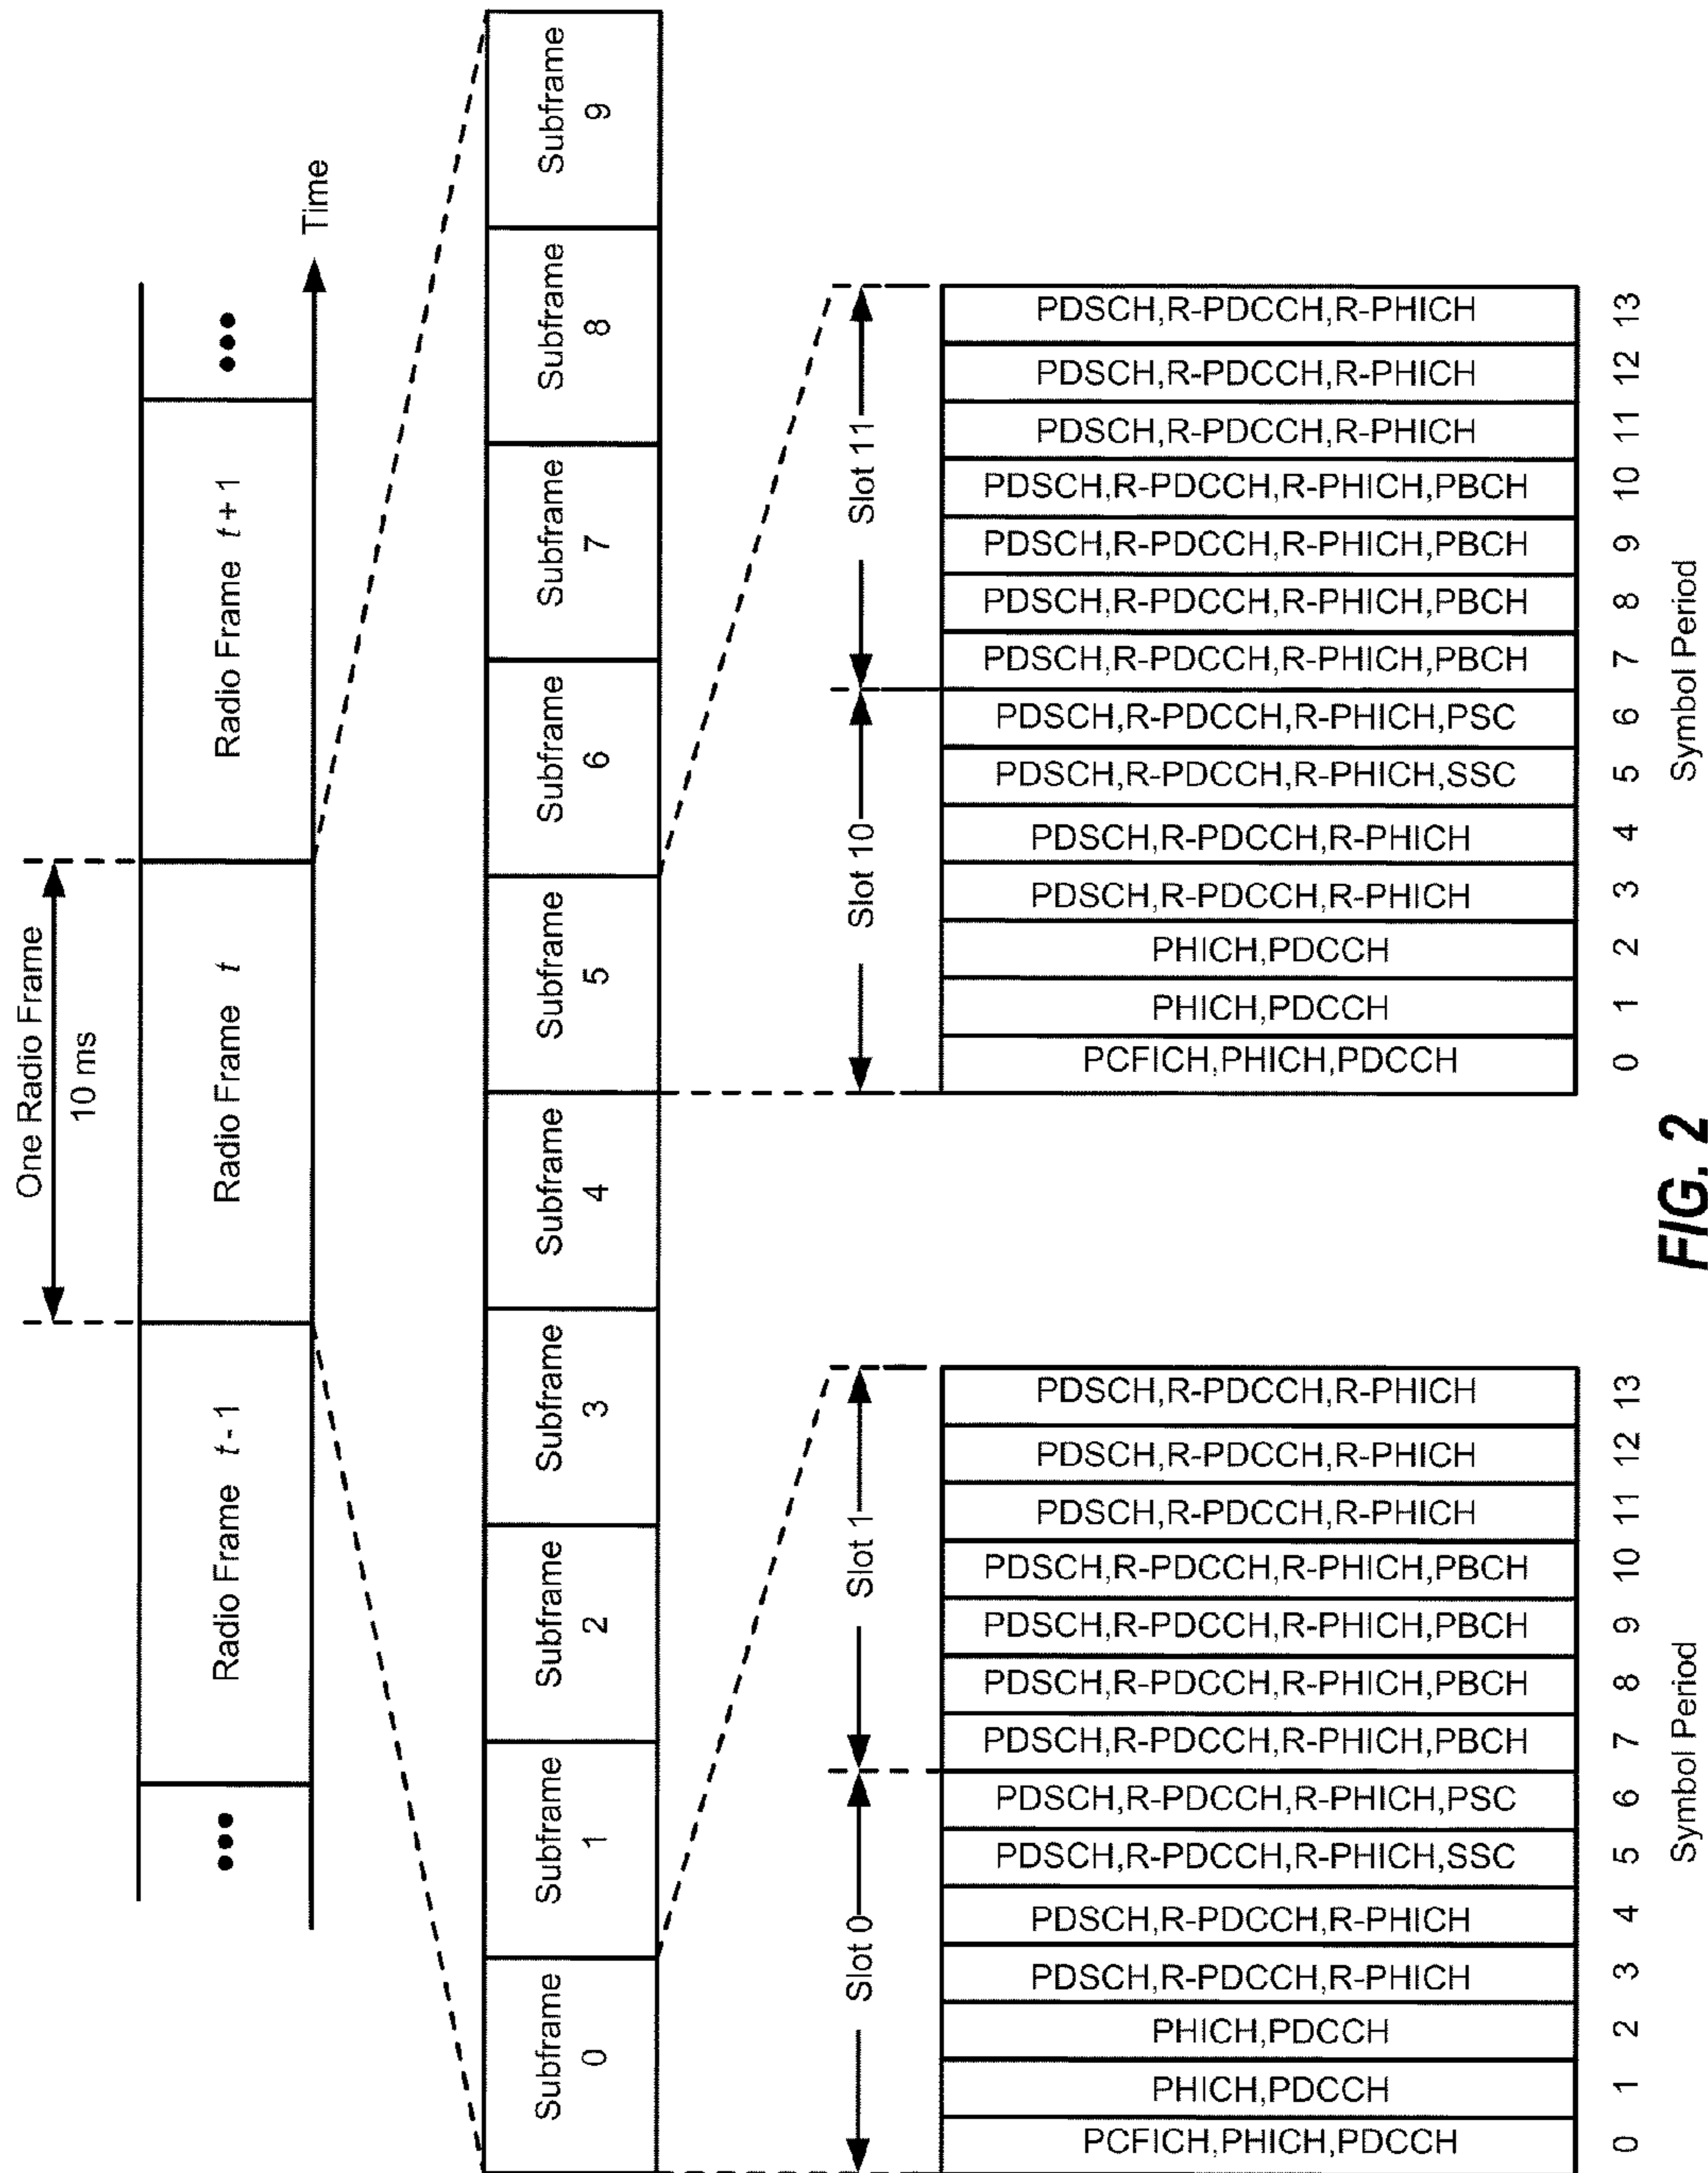 One Radio Frame
10 ms
Radio Frame t - 1
Radio Frame t
Radio Frame t + 1
Time
Subframe
0
Subframe
1
Subframe
2
Subframe
3
Subframe
4
Subframe
5
Subframe
6
Subframe
7
Subframe
8
Subframe
9
Slot 0
Slot 1
PCFICH,PHICH,PDCCH
PHICH,PDCCH
PHICH,PDCCH
PDSCH,R-PDCCH,R-PHICH
PDSCH,R-PDCCH,R-PHICH
PDSCH,R-PDCCH,R-PHICH,SSC
PDSCH,R-PDCCH,R-PHICH,PSC
PDSCH,R-PDCCH,R-PHICH,PBCH
PDSCH,R-PDCCH,R-PHICH,PBCH
PDSCH,R-PDCCH,R-PHICH,PBCH
PDSCH,R-PDCCH,R-PHICH,PBCH
PDSCH,R-PDCCH,R-PHICH
PDSCH,R-PDCCH,R-PHICH
PDSCH,R-PDCCH,R-PHICH
0 1 2 3 4 5 6 7 8 9 10 11 12 13
Symbol Period
Slot 10
Slot 11
PCFICH,PHICH,PDCCH
PHICH,PDCCH
PHICH,PDCCH
PDSCH,R-PDCCH,R-PHICH
PDSCH,R-PDCCH,R-PHICH
PDSCH,R-PDCCH,R-PHICH,SSC
PDSCH,R-PDCCH,R-PHICH,PSC
PDSCH,R-PDCCH,R-PHICH,PBCH
PDSCH,R-PDCCH,R-PHICH,PBCH
PDSCH,R-PDCCH,R-PHICH,PBCH
PDSCH,R-PDCCH,R-PHICH,PBCH
PDSCH,R-PDCCH,R-PHICH
PDSCH,R-PDCCH,R-PHICH
PDSCH,R-PDCCH,R-PHICH
0 1 2 3 4 5 6 7 8 9 10 11 12 13
Symbol Period
FIG. 2